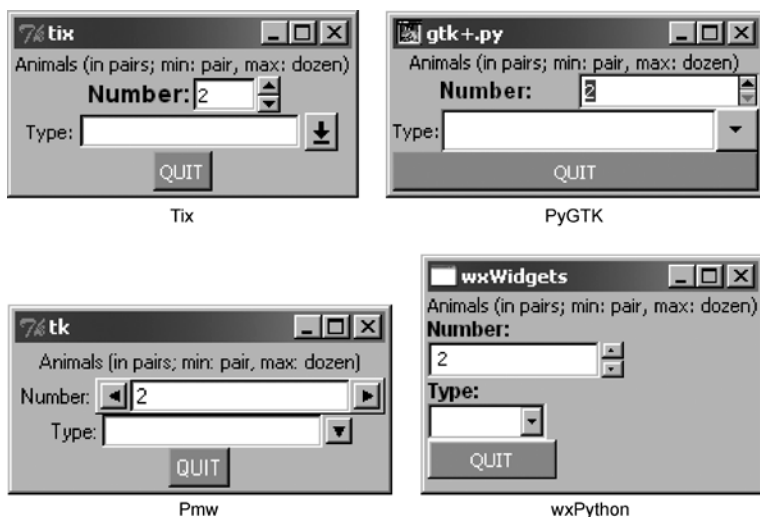 tix
Animals (in pairs; min: pair, max: dozen)
Number: 2
Type:
QUIT
Tix
gtk+.py
Animals (in pairs; min: pair, max: dozen)
Number: 2
Type:
QUIT
PyGTK
tk
Animals (in pairs; min: pair, max: dozen)
Number: 2
Type:
QUIT
Pmw
wxWidgets
Animals (in pairs; min: pair, max: dozen)
Number:
2
Type:
QUIT
wxPython